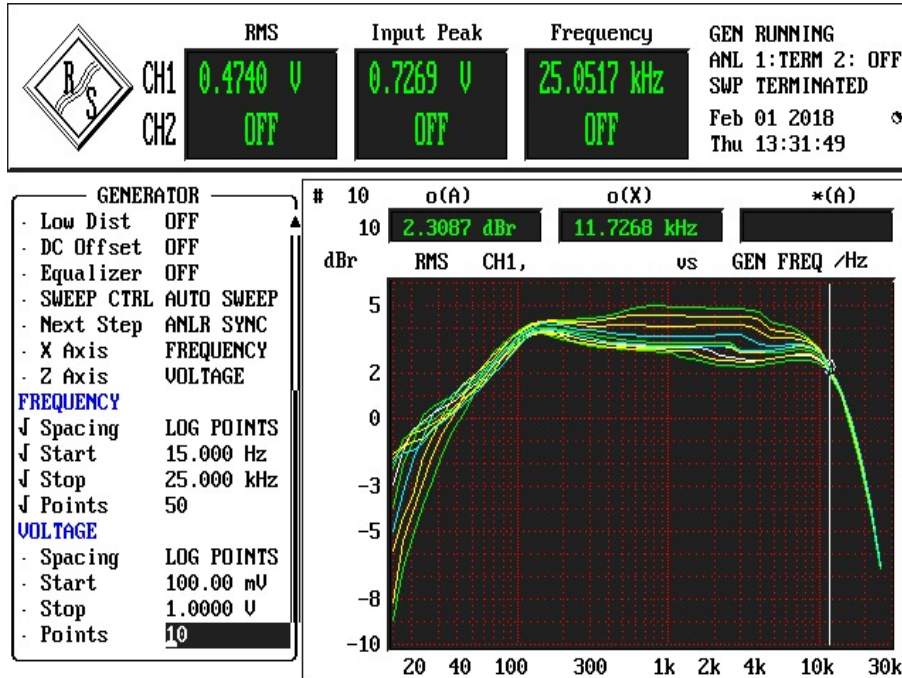 RMS Input Peak Frequency
R S
CH1 0.4740 V 0.7269 V 25.0517 kHz
CH2 OFF OFF OFF
GEN RUNNING
ANL 1:TERM 2: OFF
SWP TERMINATED
Feb 01 2018
Thu 13:31:49
GENERATOR
· Low Dist OFF
· DC Offset OFF
· Equalizer OFF
· SWEEP CTRL AUTO SWEEP
· Next Step ANLR SYNC
· X Axis FREQUENCY
· Z Axis VOLTAGE
FREQUENCY
√ Spacing LOG POINTS
√ Start 15.000 Hz
√ Stop 25.000 kHz
√ Points 50
VOLTAGE
· Spacing LOG POINTS
· Start 100.00 mV
· Stop 1.0000 V
· Points 10
# 10 o(A) o(X) *(A)
10 2.3087 dBr 11.7268 kHz
dBr RMS CH1, vs GEN FREQ /Hz
5
2
0
-3
-5
-8
-10
20 40 100 300 1k 2k 4k 10k 30k